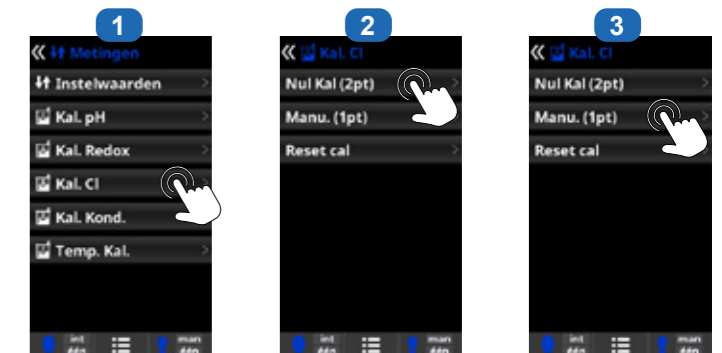 1
Metingen
Instelwaarden
Kal. pH
Kal. Redox
Kal. Cl
Kal. Kond.
Temp. Kal.
int
man
2
Kal. Cl
Nul Kal (2pt)
Manu. (1pt)
Reset cal
int
man
3
Kal. Cl
Nul Kal (2pt)
Manu. (1pt)
Reset cal
int
man